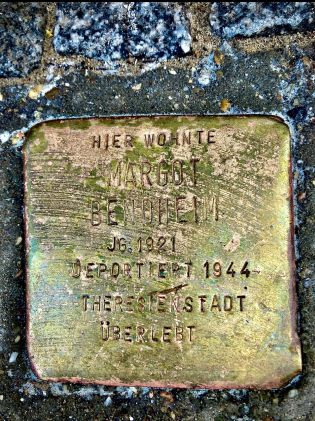 HIER WOHNTE
MARGOT
BENDHEIM
JG. 1921
DEPORTIERT 1944
THERESIENSTADT
ÜBERLEBT